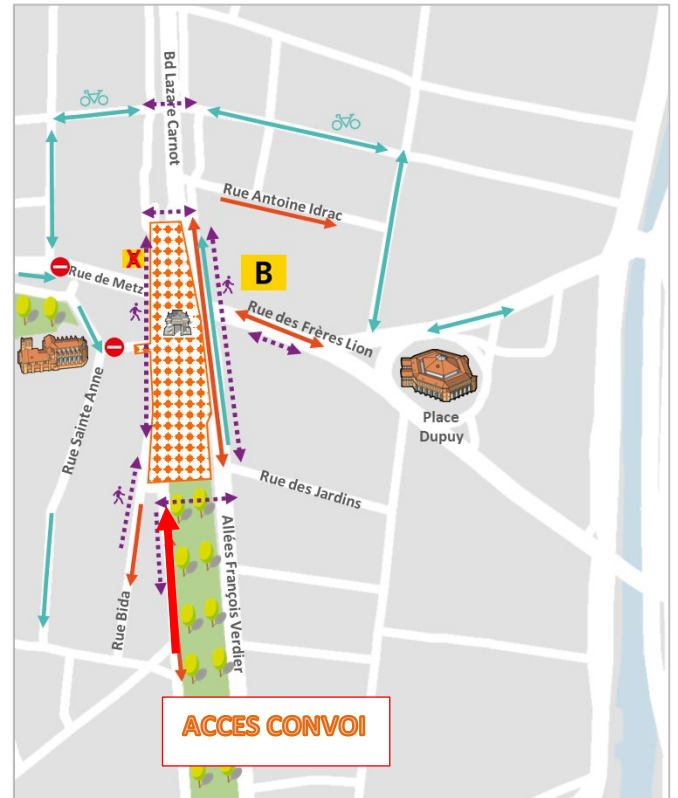 Bd Lazare Carnot
Rue Antoine Idrac
X
Rue de Metz
B
Rue des Frères Lion
Place
Dupuy
Rue Sainte Anne
Rue des Jardins
Allées François Verdier
Rue Bida
ACCES CONVOI